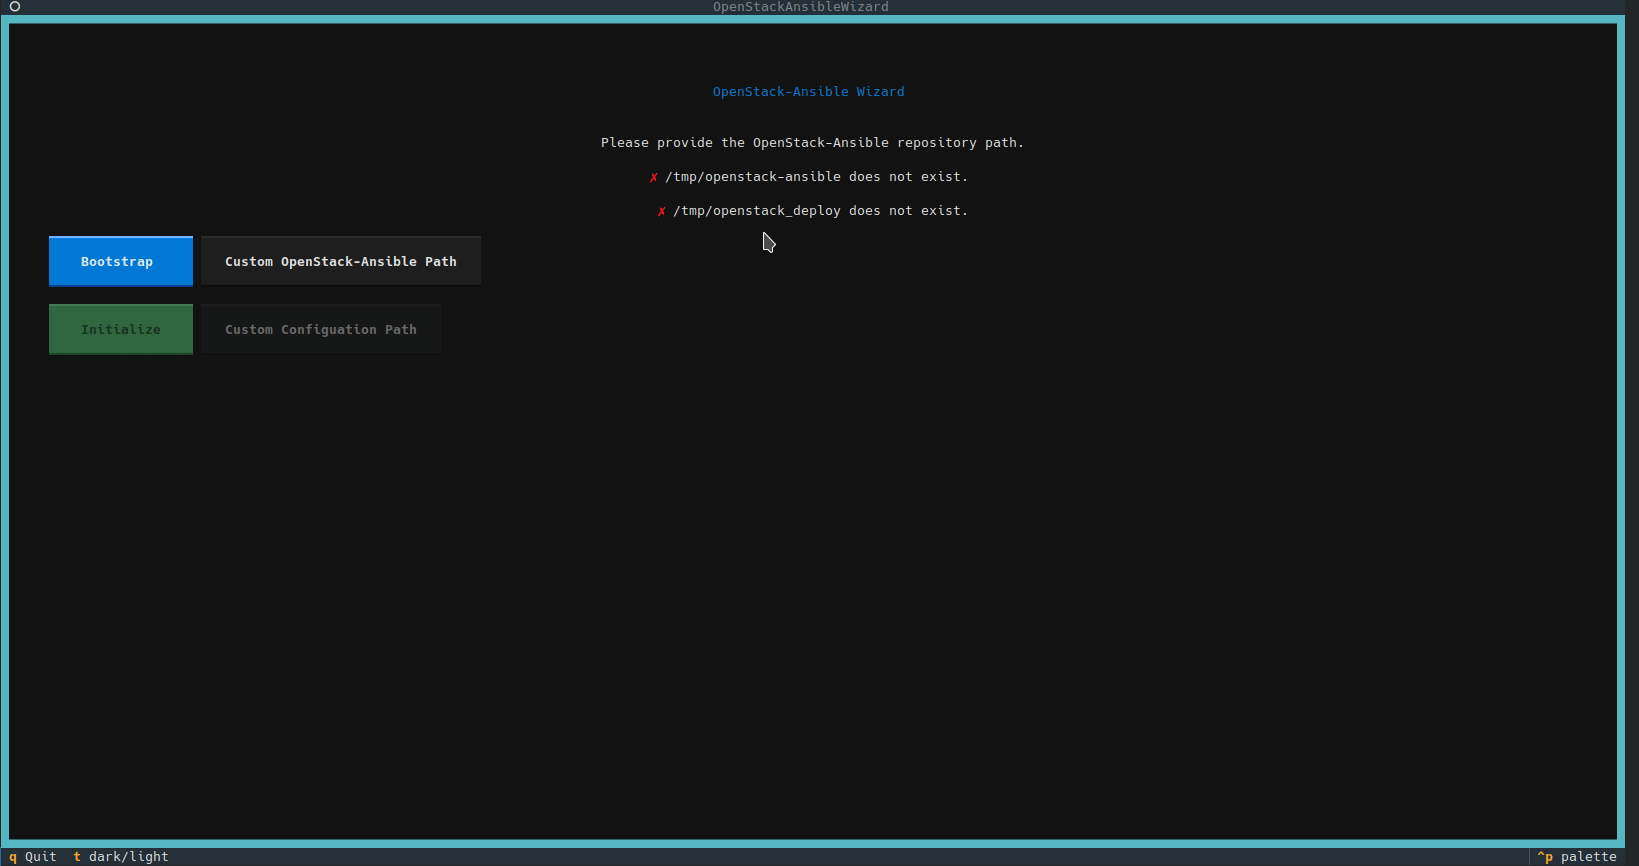 OpenStackAnsibleWizard
OpenStack-Ansible Wizard
Please provide the OpenStack-Ansible repository path.
✗ /tmp/openstack-ansible does not exist.
✗ /tmp/openstack_deploy does not exist.
Bootstrap Custom OpenStack-Ansible Path
Initialize Custom Configuation Path
q Quit t dark/light ^p palette